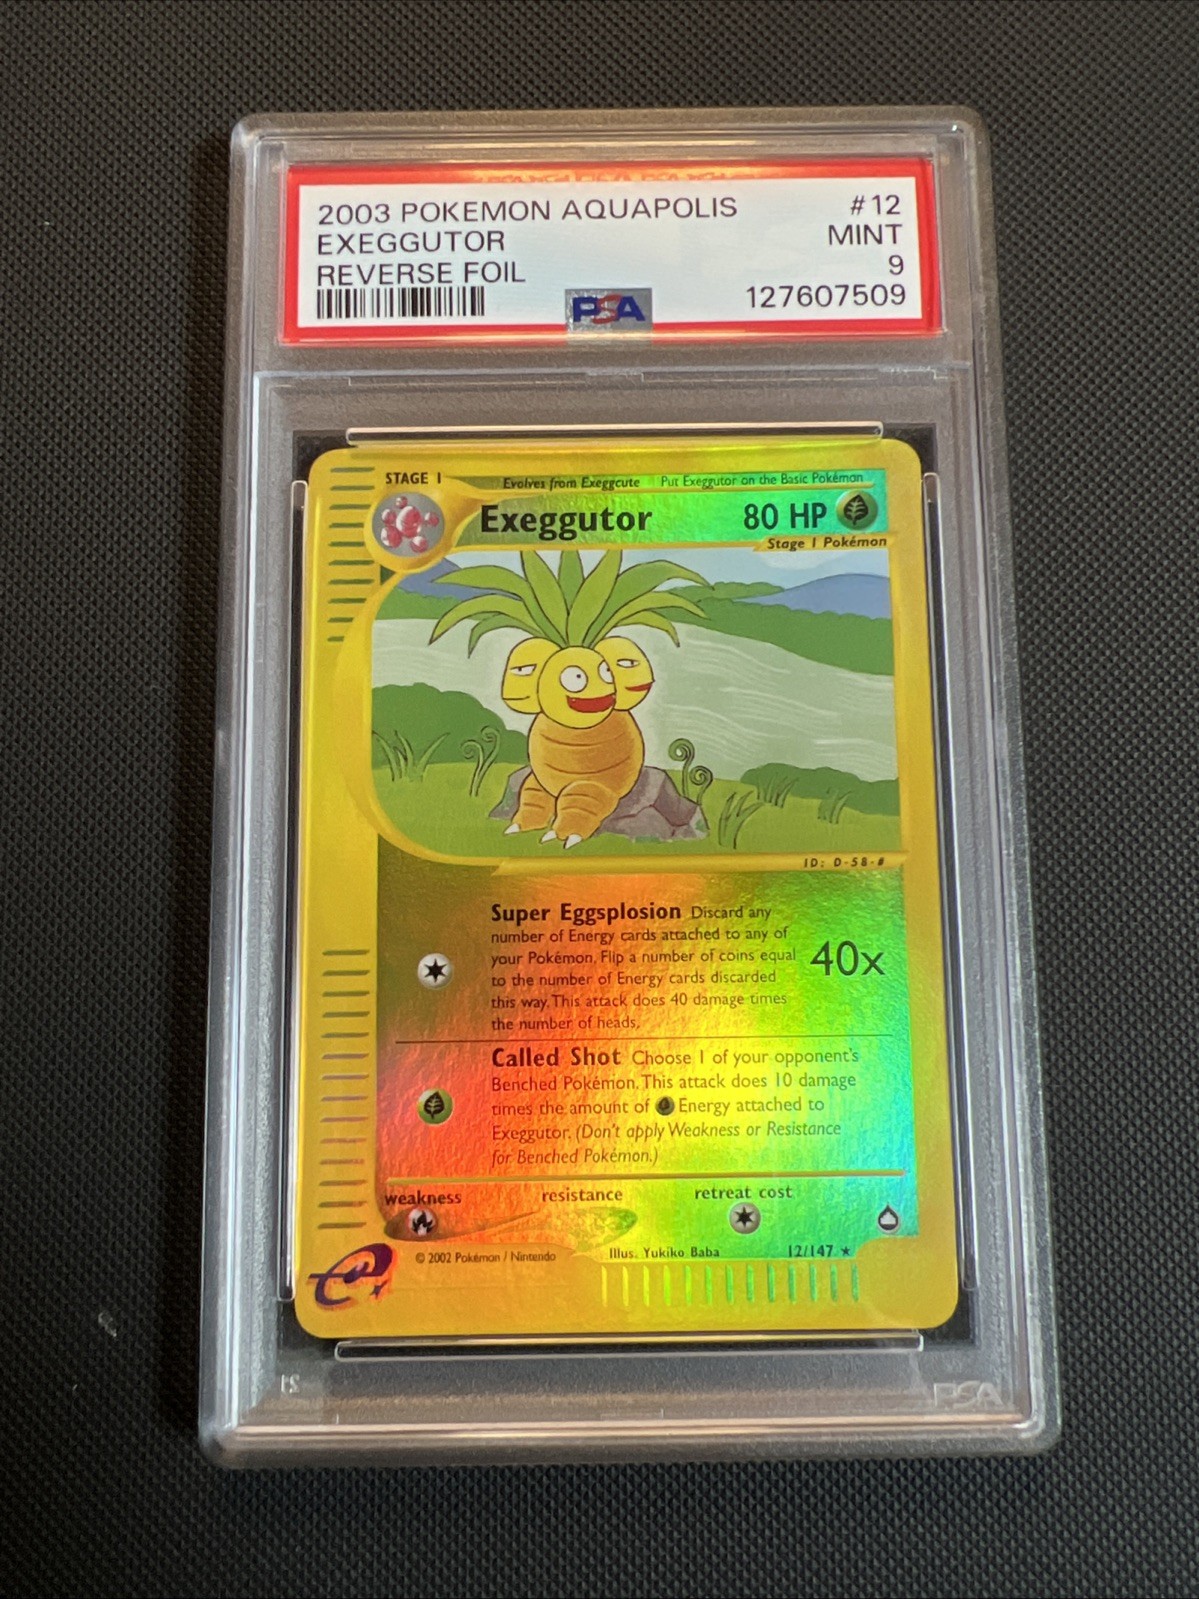 2003 POKEMON AQUAPOLIS #12
EXEGGUTOR MINT
REVERSE FOIL 9
PSA 127607509
STAGE 1 Evolves from Exeggcute Put Exeggutor on the Basic Pokémon
Exeggutor 80 HP
Stage 1 Pokémon
ID: D-58-#
Super Eggsplosion Discard any
number of Energy cards attached to any of
your Pokémon. Flip a number of coins equal
to the number of Energy cards discarded
this way. This attack does 40 damage times
the number of heads.
40x
Called Shot Choose 1 of your opponent's
Benched Pokémon. This attack does 10 damage
times the amount of Energy attached to
Exeggutor. (Don't apply Weakness or Resistance
for Benched Pokémon.)
weakness resistance retreat cost
© 2002 Pokémon / Nintendo Illus. Yukiko Baba 12/147 ★
e
PSA